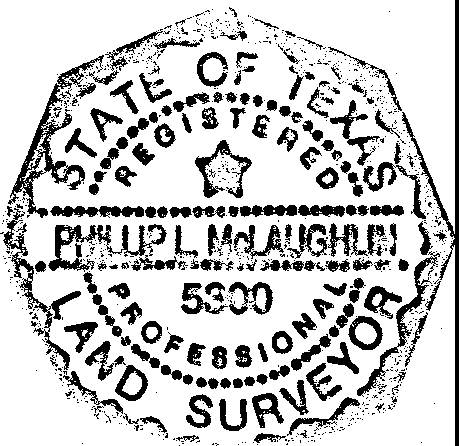 STATE OF TEXAS
REGISTERED
PHILLIP L. McLAUGHLIN
5300
PROFESSIONAL
LAND SURVEYOR